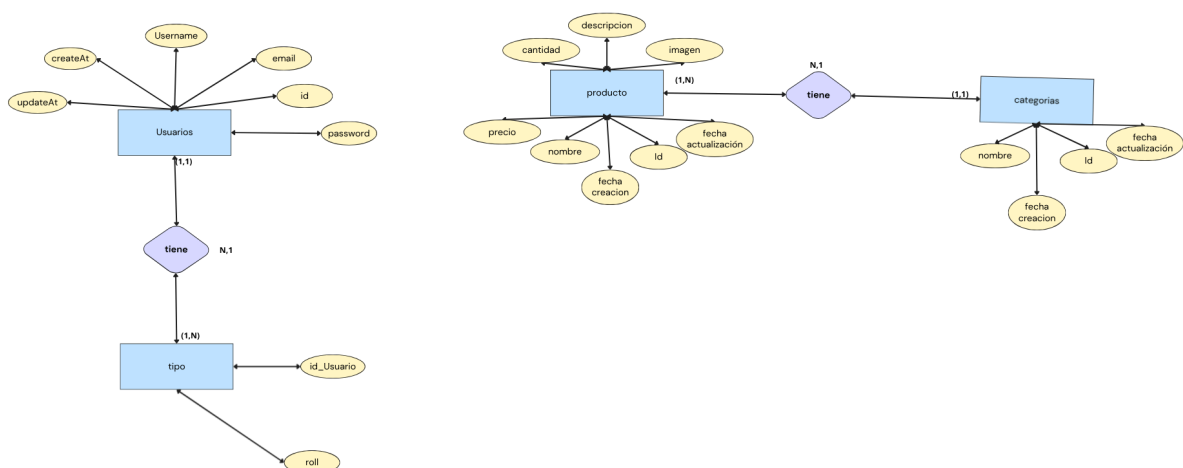 Username
createAt
email
updateAt
id
Usuarios
password
(1,1)
tiene
N,1
(1,N)
tipo
id_Usuario
roll
descripcion
cantidad
imagen
producto
(1,N)
N,1
tiene
(1,1)
categorias
precio
nombre
Id
fecha
actualización
fecha
creacion
nombre
Id
fecha
actualización
fecha
creacion